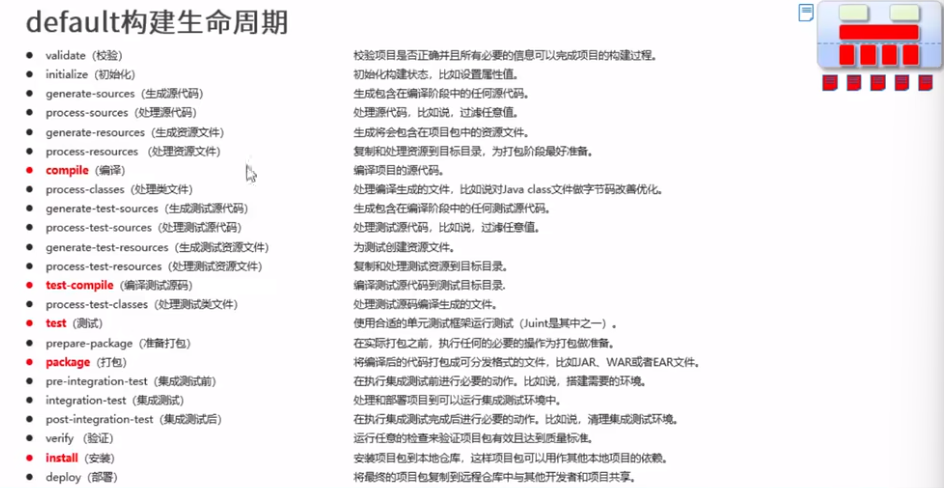 default构建生命周期
validate（校验） 校验项目是否正确并且所有必要的信息可以完成项目的构建过程。
initialize（初始化） 初始化构建状态，比如设置属性值。
generate-sources（生成源代码） 生成包含在编译阶段中的任何源代码。
process-sources（处理源代码） 处理源代码，比如说，过滤任意值。
generate-resources（生成资源文件） 生成将会包含在项目包中的资源文件。
process-resources （处理资源文件） 复制和处理资源到目标目录，为打包阶段最好准备。
compile（编译） 编译项目的源代码。
process-classes（处理类文件） 处理编译生成的文件，比如说对Java class文件做字节码改善优化。
generate-test-sources（生成测试源代码） 生成包含在编译阶段中的任何测试源代码。
process-test-sources（处理测试源代码） 处理测试源代码，比如说，过滤任意值。
generate-test-resources（生成测试资源文件） 为测试创建资源文件。
process-test-resources（处理测试资源文件） 复制和处理测试资源到目标目录。
test-compile（编译测试源码） 编译测试源代码到测试目标目录.
process-test-classes（处理测试类文件） 处理测试源码编译生成的文件。
test（测试） 使用合适的单元测试框架运行测试（Juint是其中之一）。
prepare-package（准备打包） 在实际打包之前，执行任何的必要的操作为打包做准备。
package（打包） 将编译后的代码打包成可分发格式的文件，比如JAR、WAR或者EAR文件。
pre-integration-test（集成测试前） 在执行集成测试前进行必要的动作。比如说，搭建需要的环境。
integration-test（集成测试） 处理和部署项目到可以运行集成测试环境中。
post-integration-test（集成测试后） 在执行集成测试完成后进行必要的动作。比如说，清理集成测试环境。
verify （验证） 运行任意的检查来验证项目包有效且达到质量标准。
install（安装） 安装项目包到本地仓库，这样项目包可以用作其他本地项目的依赖。
deploy（部署） 将最终的项目包复制到远程仓库中与其他开发者和项目共享。